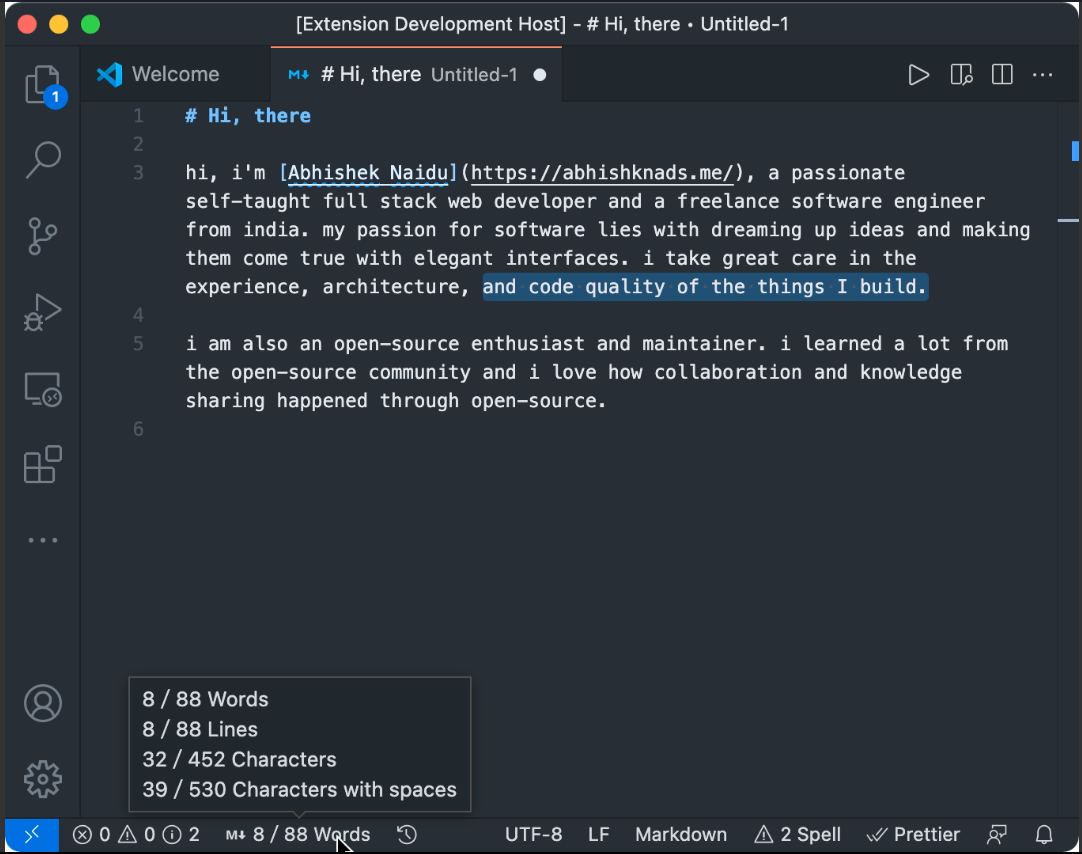 [Extension Development Host] - # Hi, there • Untitled-1
Welcome
# Hi, there Untitled-1
1
1 # Hi, there
2
3 hi, i'm [Abhishek Naidu](https://abhishknads.me/), a passionate
self-taught full stack web developer and a freelance software engineer
from india. my passion for software lies with dreaming up ideas and making
them come true with elegant interfaces. i take great care in the
experience, architecture, and code quality of the things I build.
4
5 i am also an open-source enthusiast and maintainer. i learned a lot from
the open-source community and i love how collaboration and knowledge
sharing happened through open-source.
6
8 / 88 Words
8 / 88 Lines
32 / 452 Characters
39 / 530 Characters with spaces
0 0 2 M↓ 8 / 88 Words UTF-8 LF Markdown 2 Spell Prettier